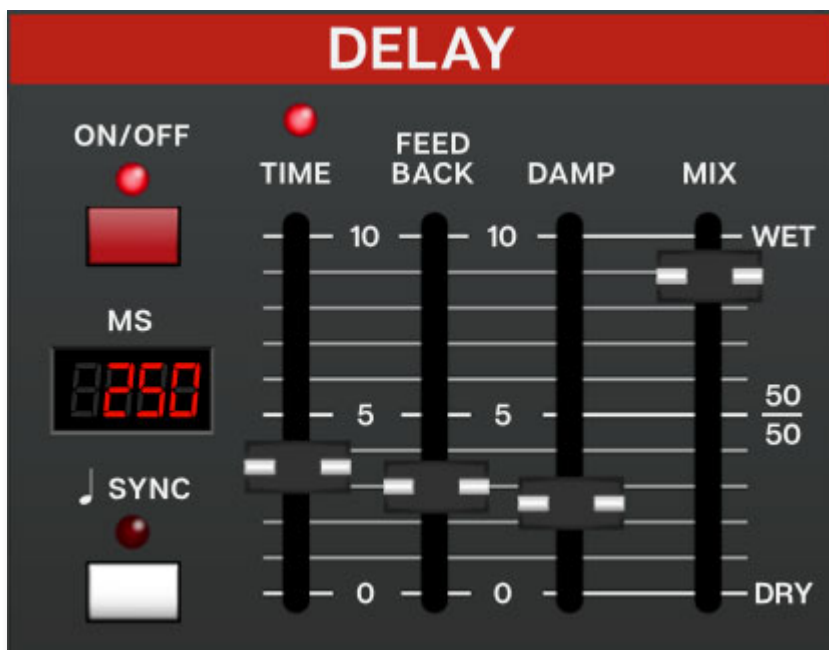 DELAY
ON/OFF
TIME
FEED
BACK
DAMP
MIX
10
10
WET
MS
250
5
5
50
50
♩ SYNC
0
0
DRY